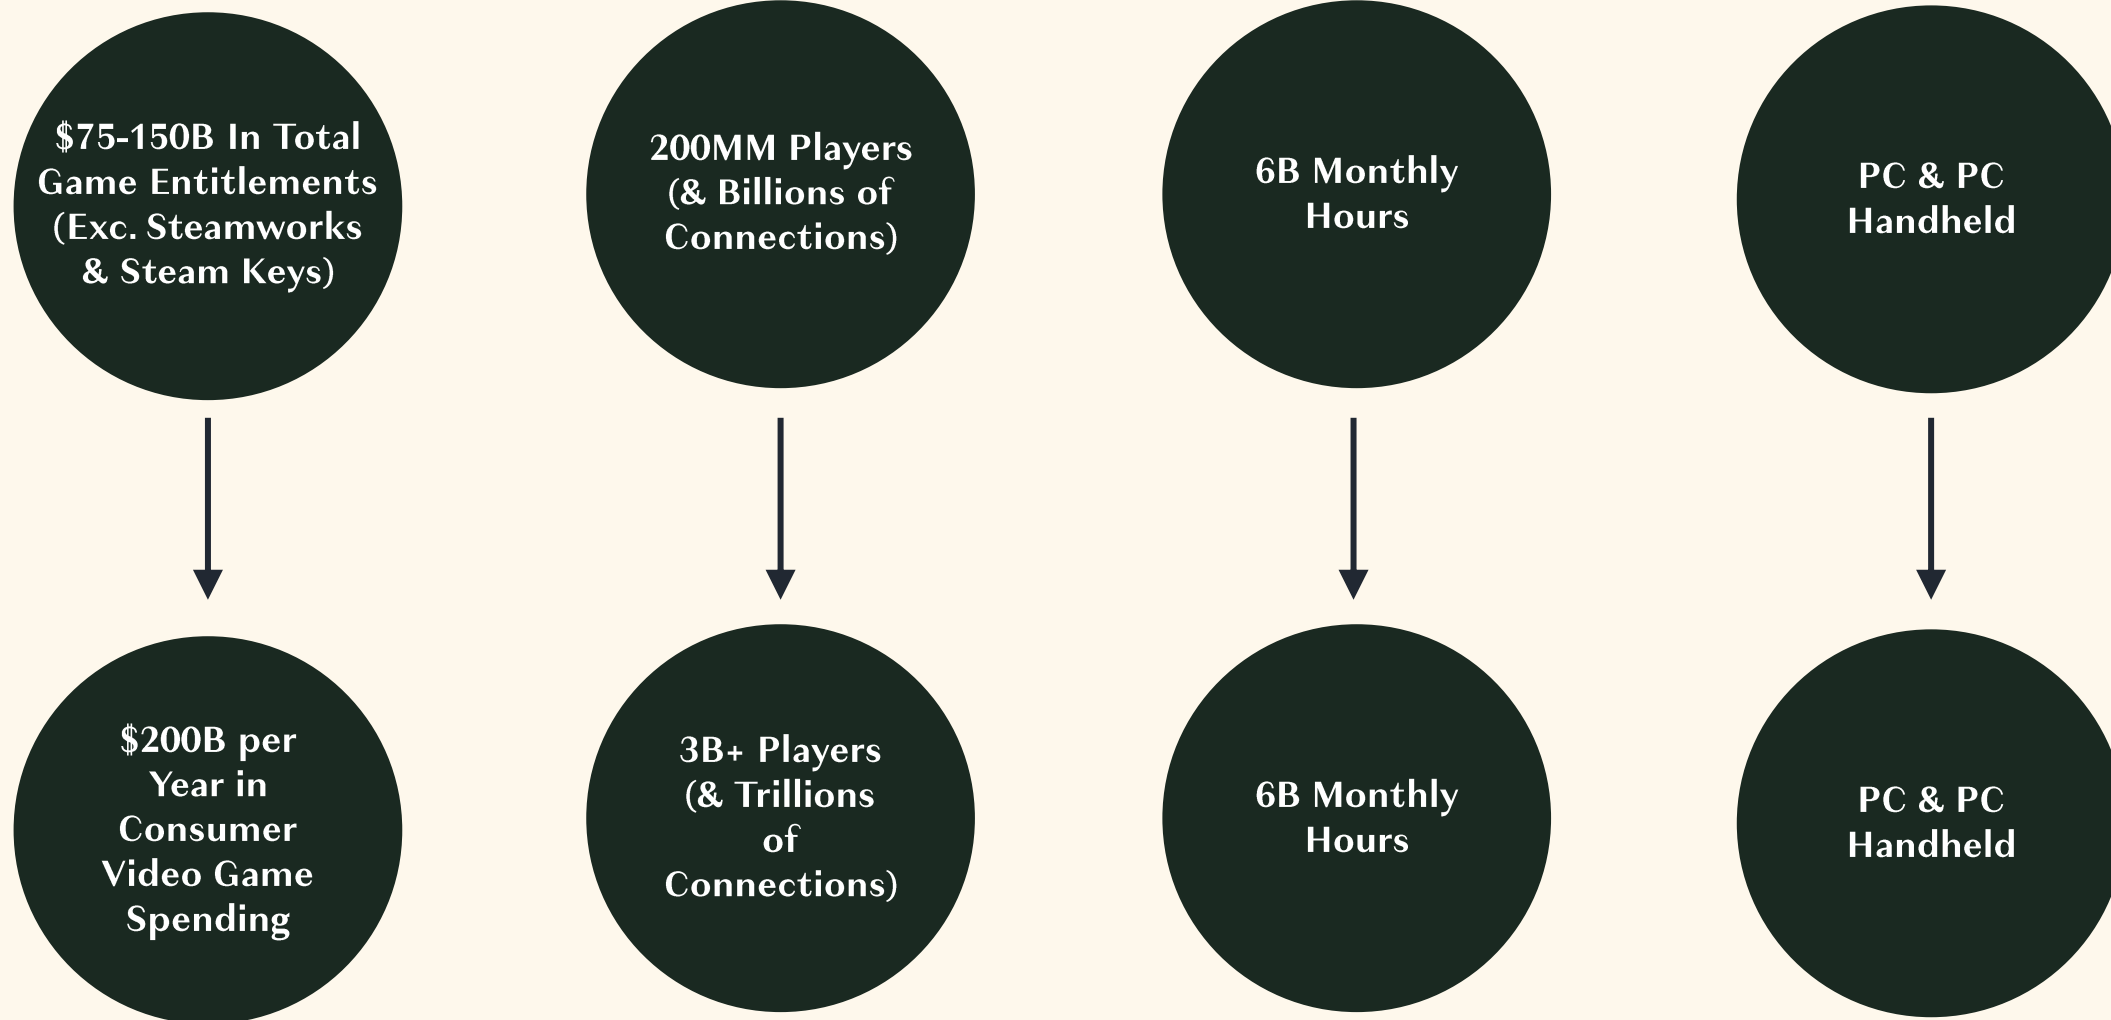 $75-150B In Total
Game Entitlements
(Exc. Steamworks
& Steam Keys)
200MM Players
(& Billions of
Connections)
6B Monthly
Hours
PC & PC
Handheld
$200B per
Year in
Consumer
Video Game
Spending
3B+ Players
(& Trillions
of
Connections)
6B Monthly
Hours
PC & PC
Handheld